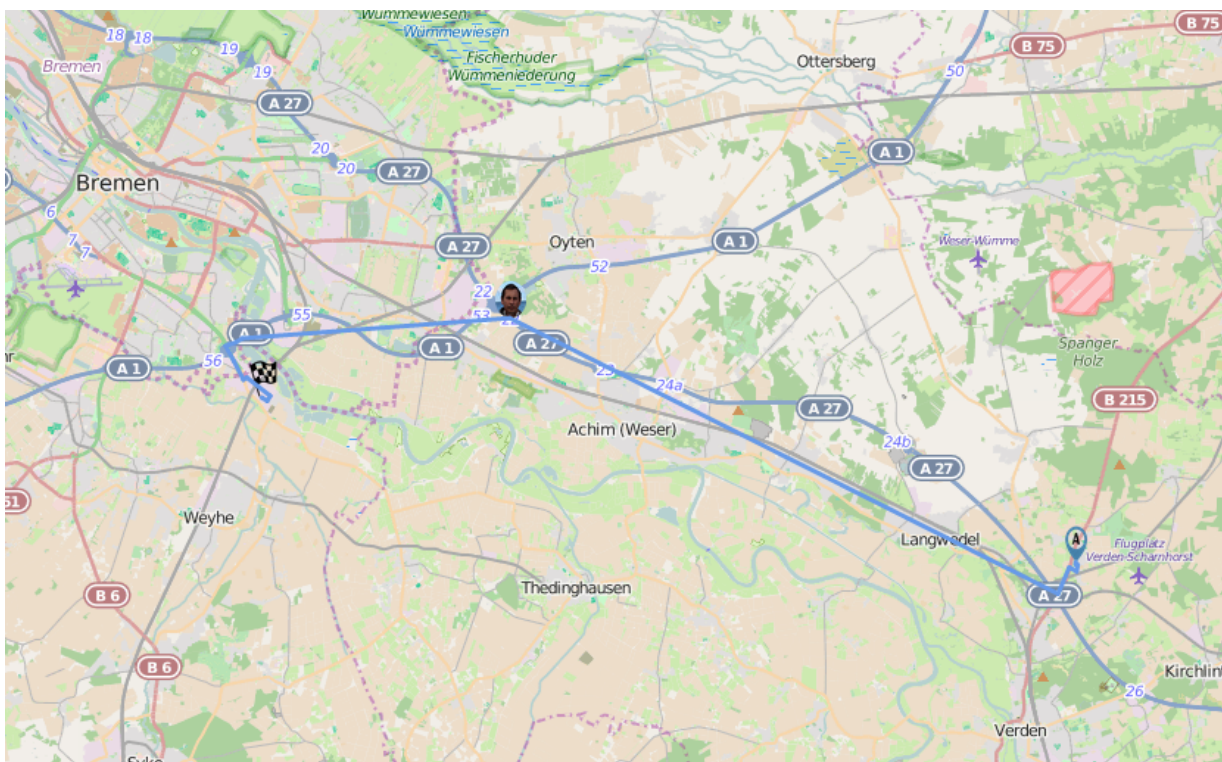 Wümmewiesen
Wümmewiesen
B 75
18
18
19
Fischerhuder
Wümmeniederung
B 75
Bremen
19
Ottersberg
50
A 27
20
20
A 27
A 1
Bremen
6
7
7
A 27
Oyten
A 1
Weser-Wümme
52
22
55
53
A 1
A 27
A 1
Spanger
Holz
56
A 1
23
24a
B 215
A 27
Achim (Weser)
24b
A 27
51
Weyhe
Langwedel
A
Flugplatz
Verden-Scharnhorst
B 6
Thedinghausen
A 27
B 6
Kirchlin
26
Verden
Syke